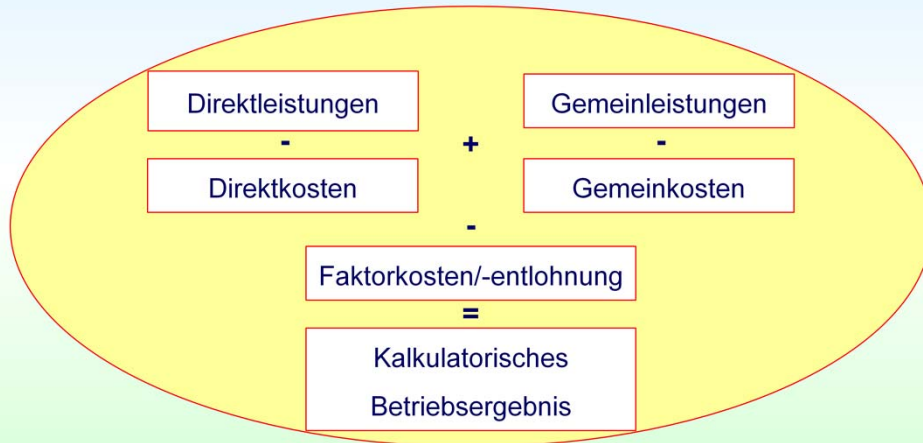 Direktleistungen Gemeinleistungen
- + -
Direktkosten Gemeinkosten
-
Faktorkosten/-entlohnung
=
Kalkulatorisches
Betriebsergebnis